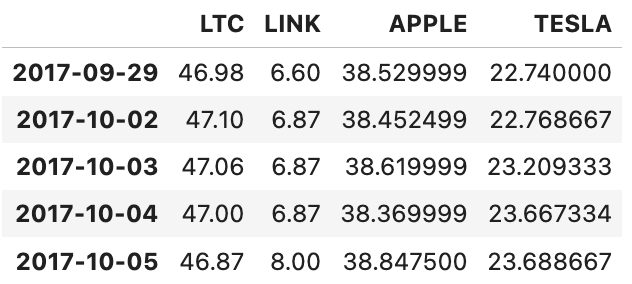 LTC LINK APPLE TESLA
2017-09-29 46.98 6.60 38.529999 22.740000
2017-10-02 47.10 6.87 38.452499 22.768667
2017-10-03 47.06 6.87 38.619999 23.209333
2017-10-04 47.00 6.87 38.369999 23.667334
2017-10-05 46.87 8.00 38.847500 23.688667